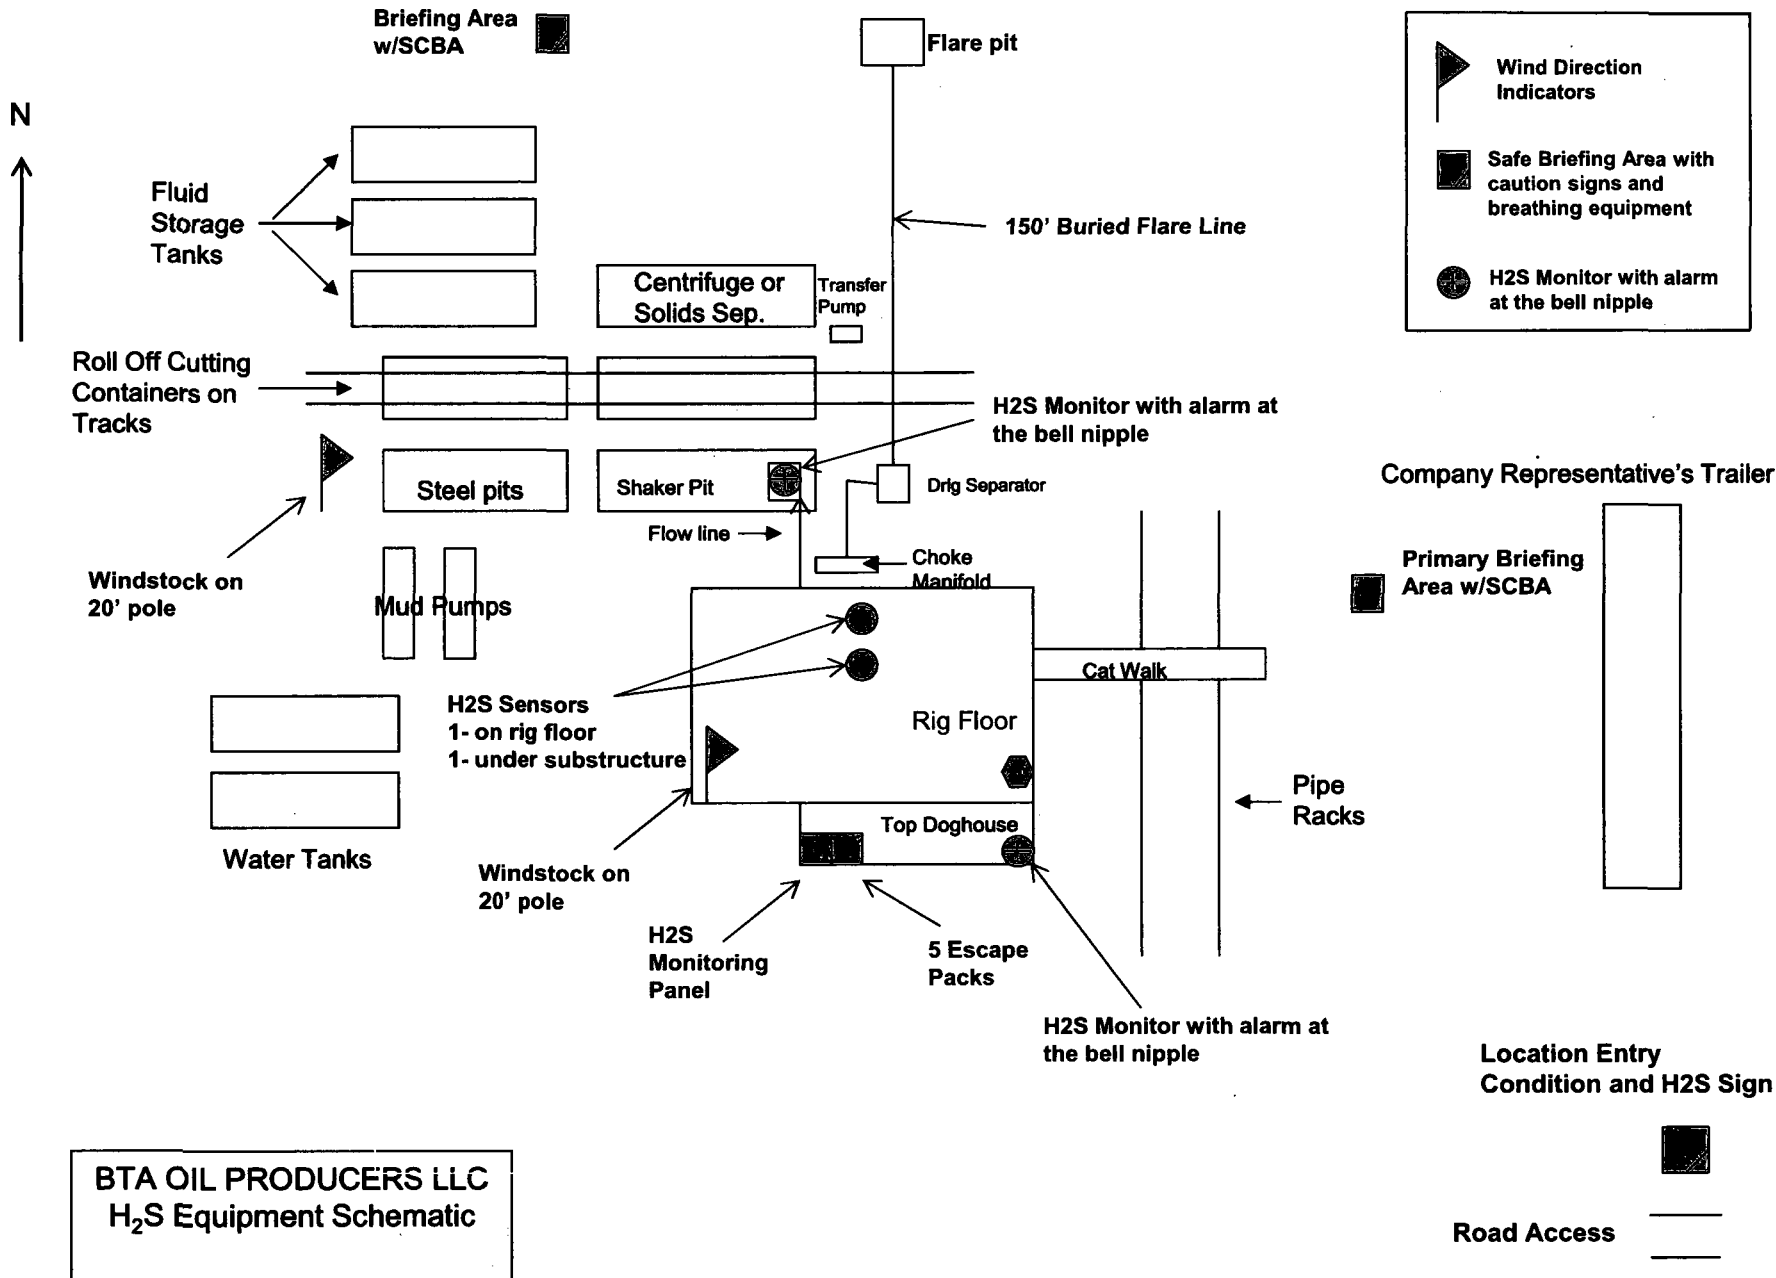 Briefing Area
w/SCBA
Flare pit
Wind Direction
Indicators
Safe Briefing Area with
caution signs and
breathing equipment
H2S Monitor with alarm
at the bell nipple
N
Fluid
Storage
Tanks
150' Buried Flare Line
Centrifuge or
Solids Sep.
Transfer
Pump
Roll Off Cutting
Containers on
Tracks
H2S Monitor with alarm at
the bell nipple
Steel pits
Shaker Pit
Drlg Separator
Company Representative's Trailer
Flow line
Choke
Manifold
Primary Briefing
Area w/SCBA
Windstock on
20' pole
Mud Pumps
Cat Walk
H2S Sensors
1- on rig floor
1- under substructure
Rig Floor
Pipe
Racks
Top Doghouse
Water Tanks
Windstock on
20' pole
H2S
Monitoring
Panel
5 Escape
Packs
H2S Monitor with alarm at
the bell nipple
Location Entry
Condition and H2S Sign
Road Access
BTA OIL PRODUCERS LLC
H₂S Equipment Schematic